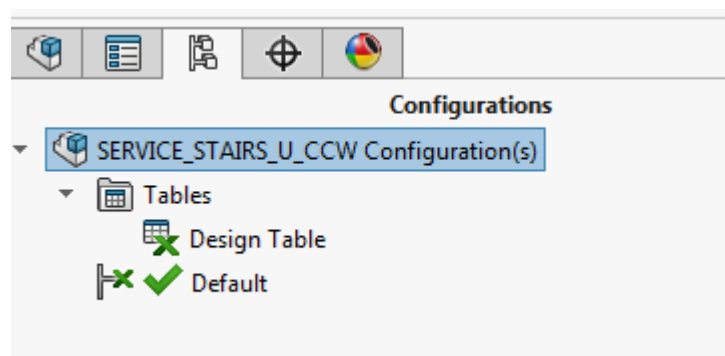 Configurations
SERVICE_STAIRS_U_CCW Configuration(s)
Tables
Design Table
Default